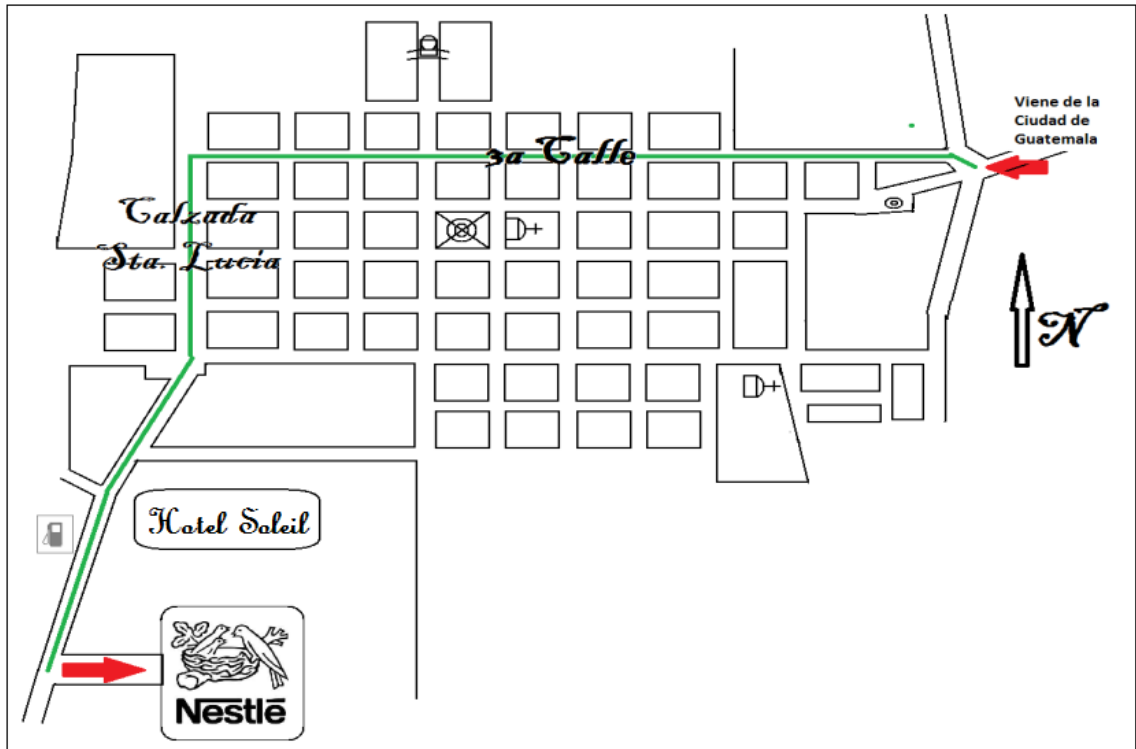 Viene de la
Ciudad de
Guatemala
3a Calle
Calzada
Sta. Lucia
N
Hotel Soleil
Nestlé